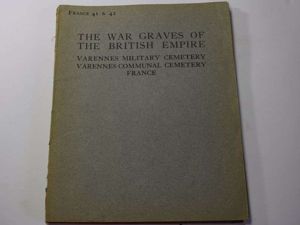 FRANCE 41 & 42
THE WAR GRAVES OF
THE BRITISH EMPIRE
VARENNES MILITARY CEMETERY
VARENNES COMMUNAL CEMETERY
FRANCE